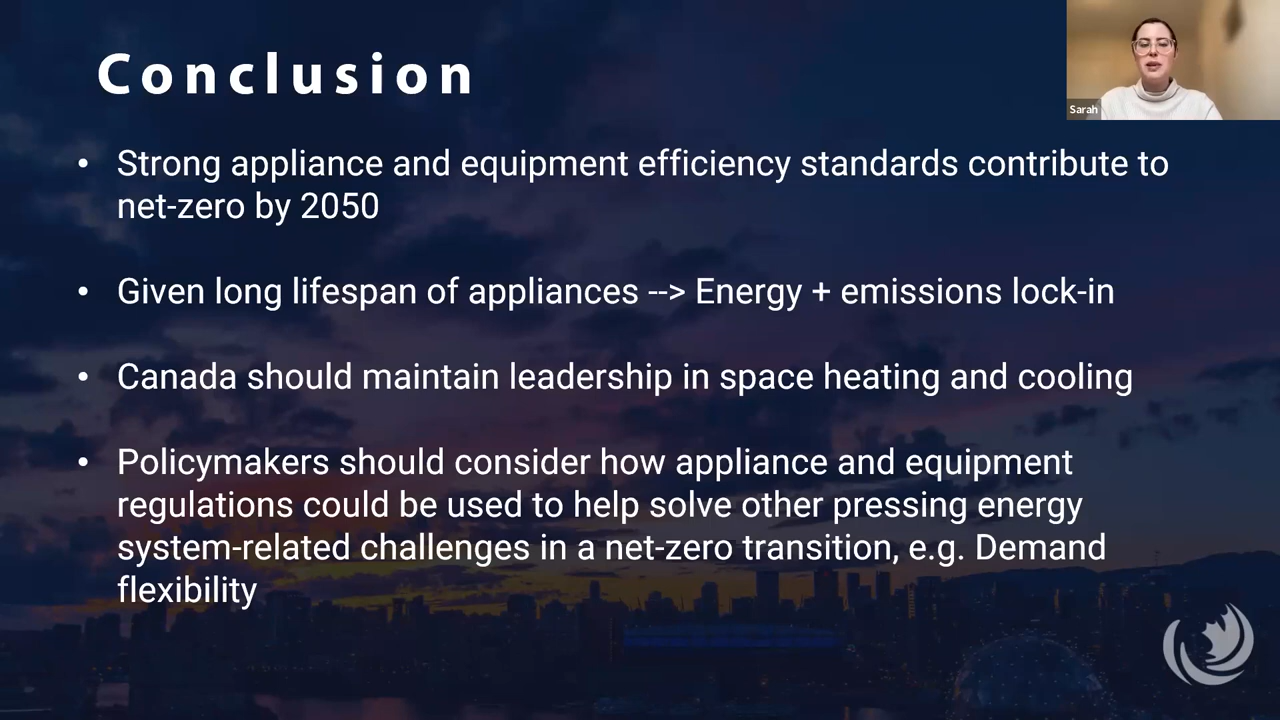 Conclusion
Sarah
• Strong appliance and equipment efficiency standards contribute to
net-zero by 2050
• Given long lifespan of appliances --> Energy + emissions lock-in
• Canada should maintain leadership in space heating and cooling
• Policymakers should consider how appliance and equipment
regulations could be used to help solve other pressing energy
system-related challenges in a net-zero transition, e.g. Demand
flexibility